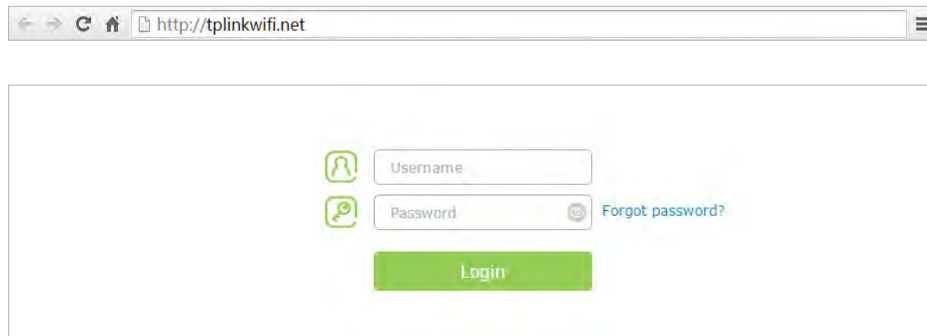 http://tplinkwifi.net
Username
Password
Forgot password?
Login